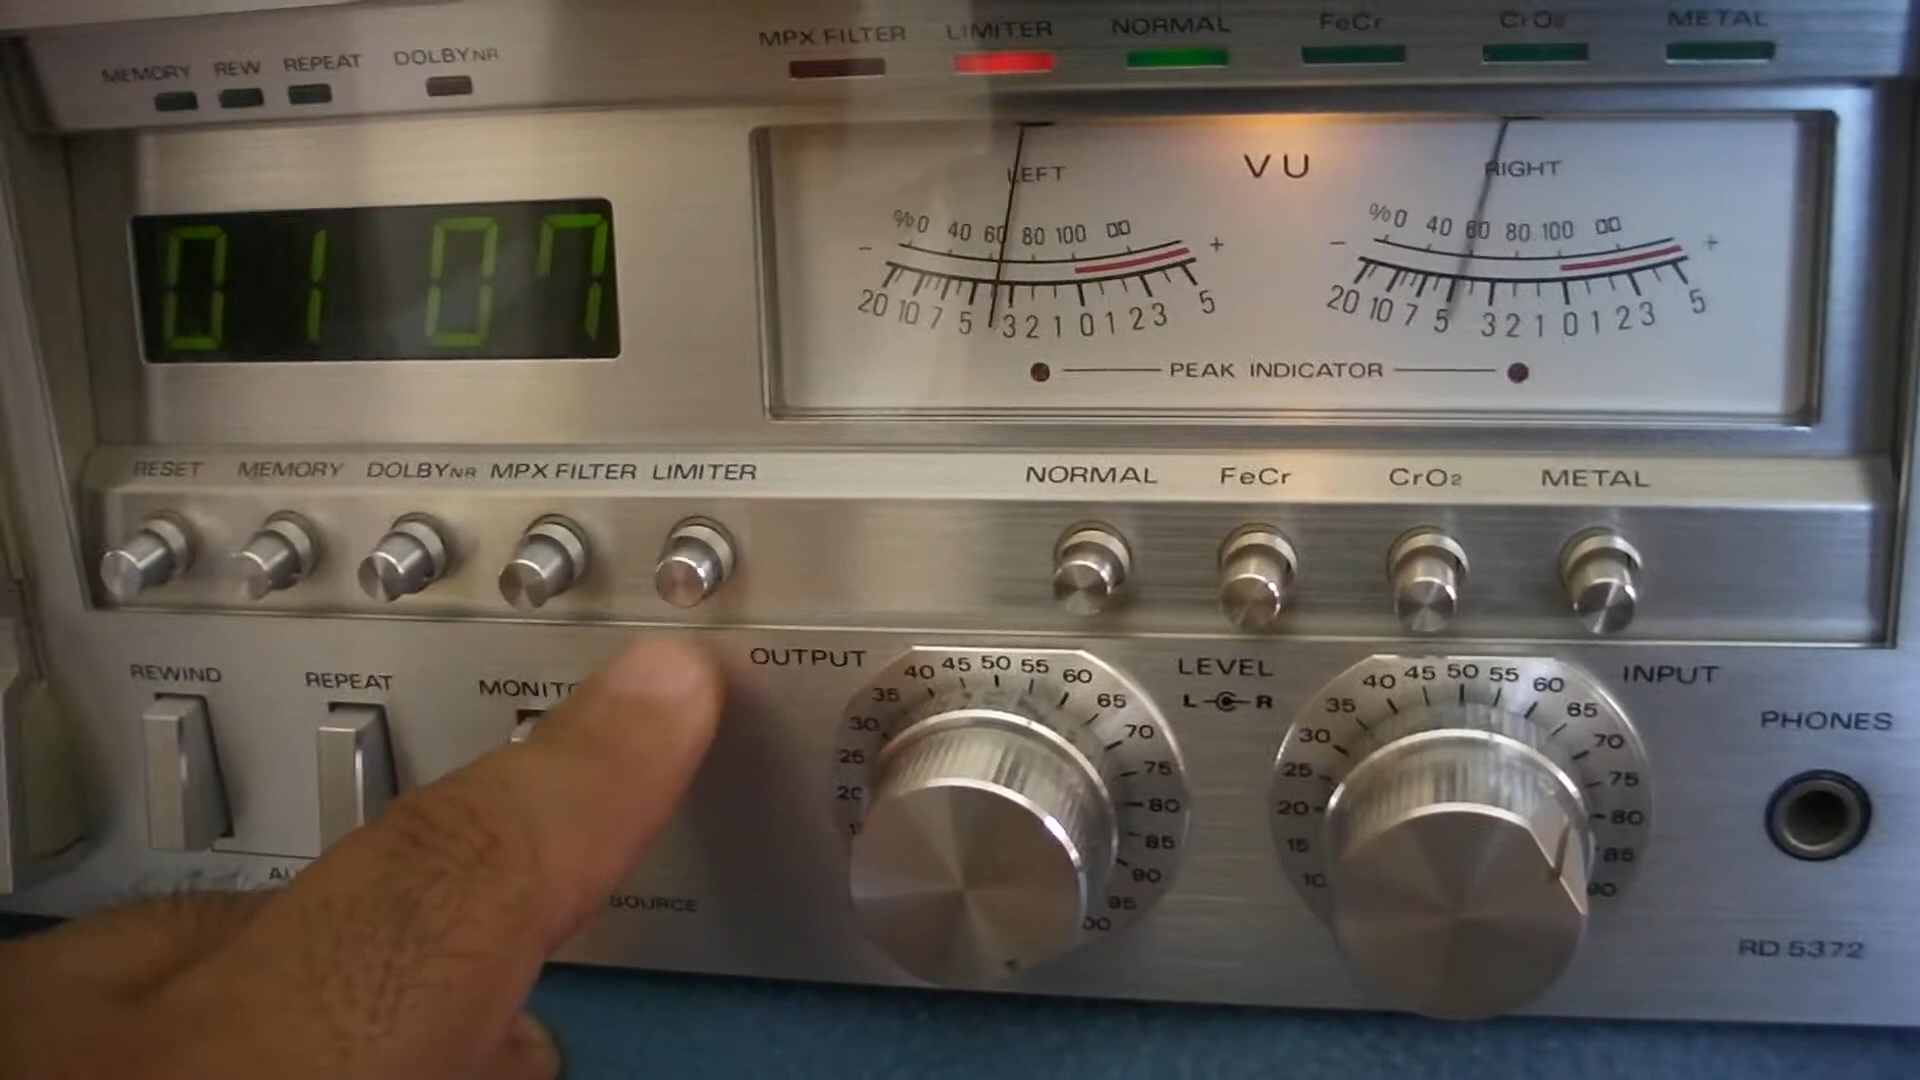 MEMORY REW REPEAT DOLBY NR MPX FILTER LIMITER NORMAL FeCr CrO2 METAL
01 07
LEFT VU RIGHT
%0 40 60 80 100
%0 40 60 80 100
- +
- +
20 10 7 5 3 2 1 0 1 2 3 5
20 10 7 5 3 2 1 0 1 2 3 5
PEAK INDICATOR
RESET MEMORY DOLBY NR MPX FILTER LIMITER NORMAL FeCr CrO2 METAL
REWIND REPEAT
OUTPUT LEVEL INPUT
L R
20 25 30 35 40 45 50 55 60 65 70 75 80 85 90 95
10 15 20 25 30 35 40 45 50 55 60 65 70 75 80 85 90
PHONES
SOURCE
RD 5372